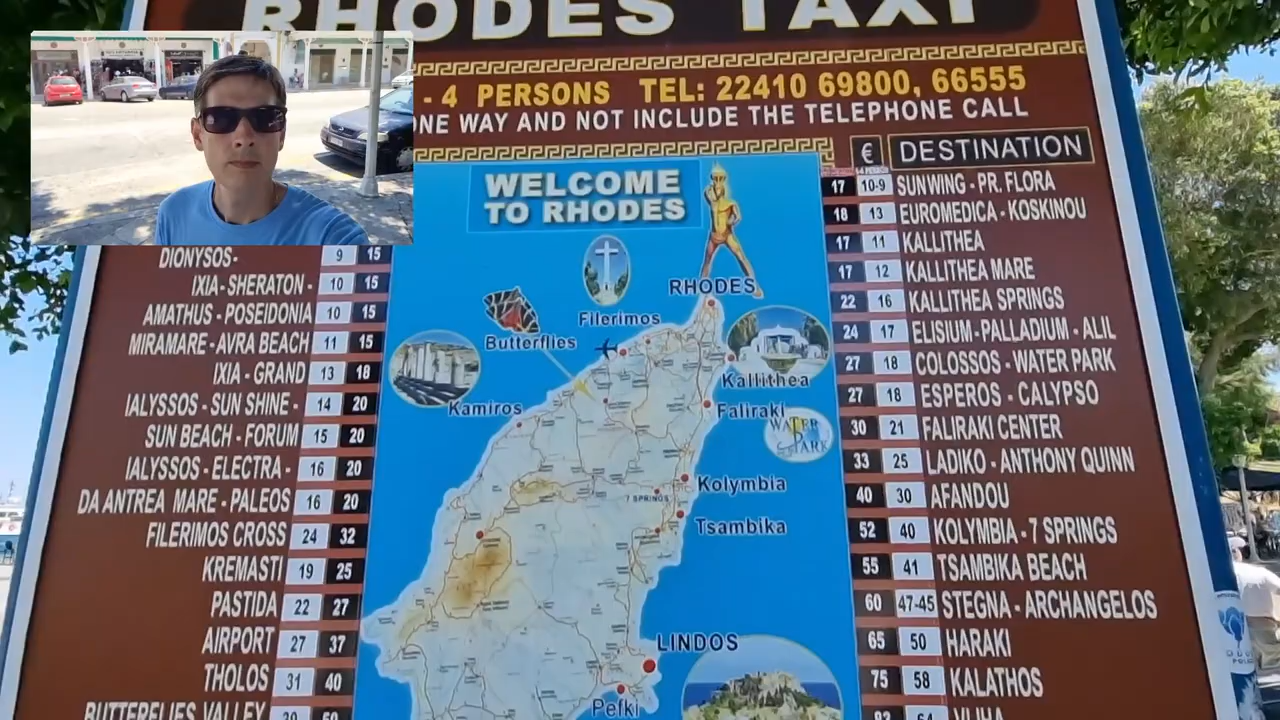 RHODES TAXI
- 4 PERSONS TEL: 22410 69800, 66555
ONE WAY AND NOT INCLUDE THE TELEPHONE CALL
€ DESTINATION
WELCOME
TO RHODES
DIONYSOS- 9 15
IXIA-SHERATON - 10 15
AMATHUS - POSEIDONIA 10 15
MIRAMARE - AVRA BEACH 11 15
IXIA - GRAND 13 18
IALYSSOS - SUN SHINE - 14 20
SUN BEACH - FORUM 15 20
IALYSSOS - ELECTRA - 16 20
DA ANTREA MARE - PALEOS 16 20
FILERIMOS CROSS 24 32
KREMASTI 19 25
PASTIDA 22 27
AIRPORT 27 37
THOLOS 31 40
BUTTERFLIES VALLEY
RHODES
Filerimos
Butterflies
Kamiros
Kallithea
Faliraki
WATER
PARK
Kolymbia
7 SPRINGS
Tsambika
LINDOS
Pefki
17 10-9 SUNWING - PR. FLORA
18 13 EUROMEDICA - KOSKINOU
17 11 KALLITHEA
17 12 KALLITHEA MARE
22 16 KALLITHEA SPRINGS
24 17 ELISIUM-PALLADIUM - ALIL
27 18 COLOSSOS - WATER PARK
27 18 ESPEROS - CALYPSO
30 21 FALIRAKI CENTER
33 25 LADIKO - ANTHONY QUINN
40 30 AFANDOU
52 40 KOLYMBIA - 7 SPRINGS
55 41 TSAMBIKA BEACH
60 47-45 STEGNA - ARCHANGELOS
65 50 HARAKI
75 58 KALATHOS